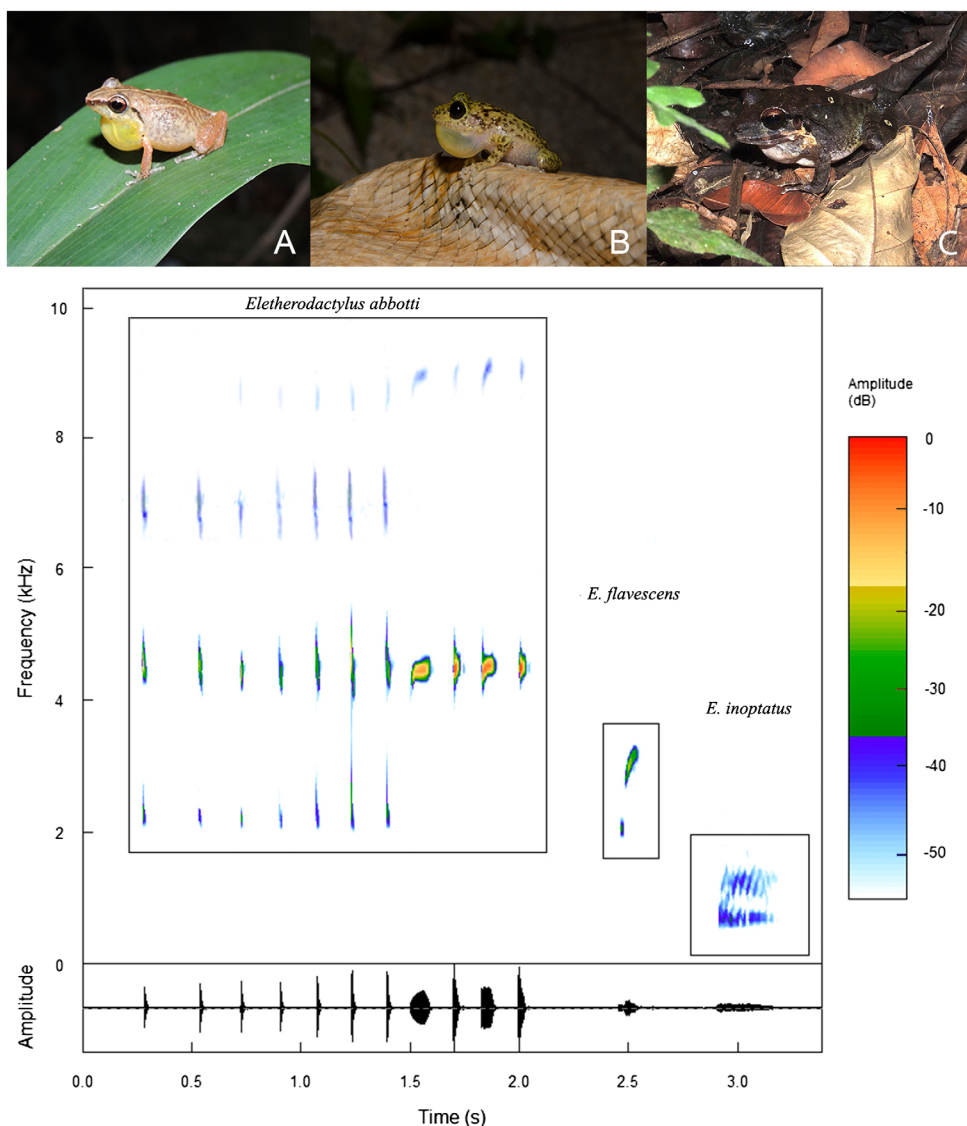 A
B
C
Eletherodactylus abbotti
10
8
6
4
2
0
Frequency (kHz)
E. flavescens
E. inoptatus
Amplitude
(dB)
0
-10
-20
-30
-40
-50
Amplitude
0.0
0.5
1.0
1.5
2.0
2.5
3.0
Time (s)